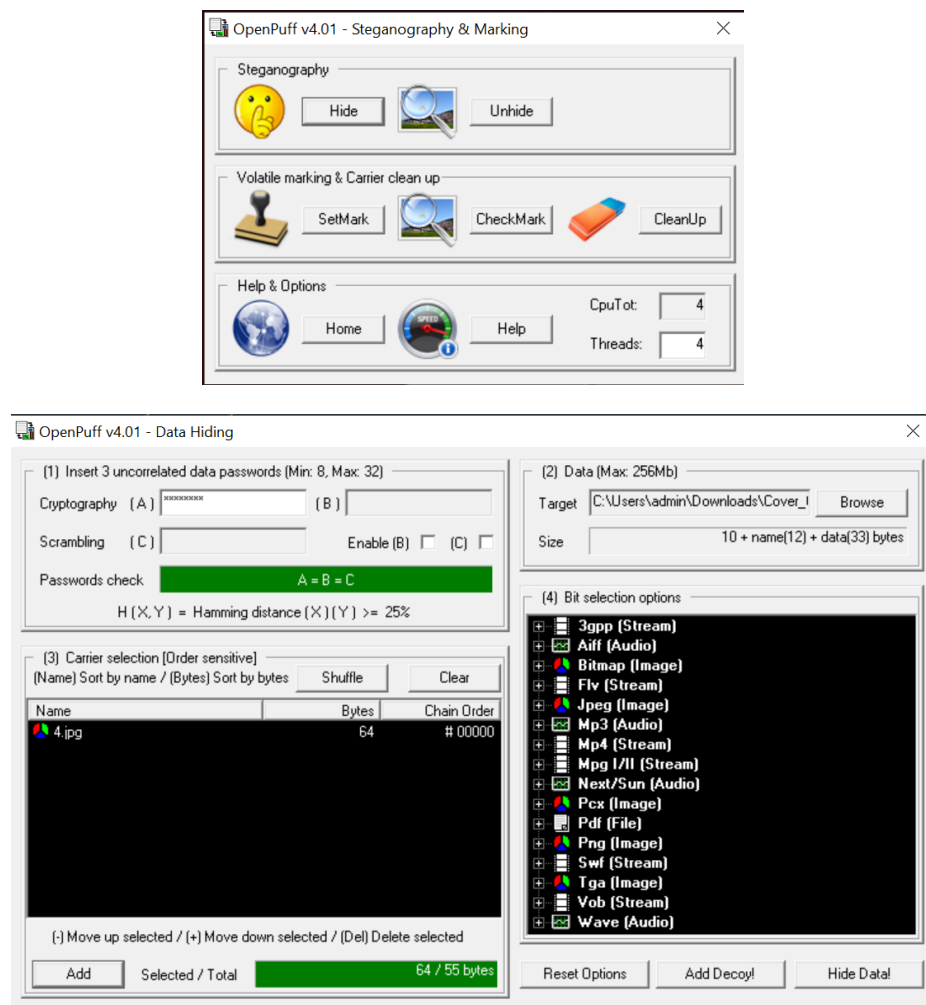 OpenPuff v4.01 - Steganography & Marking
Steganography
Hide
Unhide
Volatile marking & Carrier clean up
SetMark
CheckMark
CleanUp
Help & Options
Home
SPEED
Help
CpuTot: 4
Threads: 4
OpenPuff v4.01 - Data Hiding
(1) Insert 3 uncorrelated data passwords (Min: 8, Max: 32)
Cryptography (A) ******** (B)
Scrambling (C) Enable (B) (C)
Passwords check A = B = C
H (X, Y) = Hamming distance (X)(Y) >= 25%
(2) Data (Max: 256Mb)
Target C:\Users\admin\Downloads\Cover_ Browse
Size 10 + name(12) + data(33) bytes
(3) Carrier selection [Order sensitive]
(Name) Sort by name / (Bytes) Sort by bytes Shuffle Clear
Name Bytes Chain Order
4.jpg 64 # 00000
(-) Move up selected / (+) Move down selected / (Del) Delete selected
Add Selected / Total 64 / 55 bytes
(4) Bit selection options
3gpp (Stream)
Aiff (Audio)
Bitmap (Image)
Flv (Stream)
Jpeg (Image)
Mp3 (Audio)
Mp4 (Stream)
Mpg I/II (Stream)
Next/Sun (Audio)
Pcx (Image)
Pdf (File)
Png (Image)
Swf (Stream)
Tga (Image)
Vob (Stream)
Wave (Audio)
Reset Options Add Decoy! Hide Data!